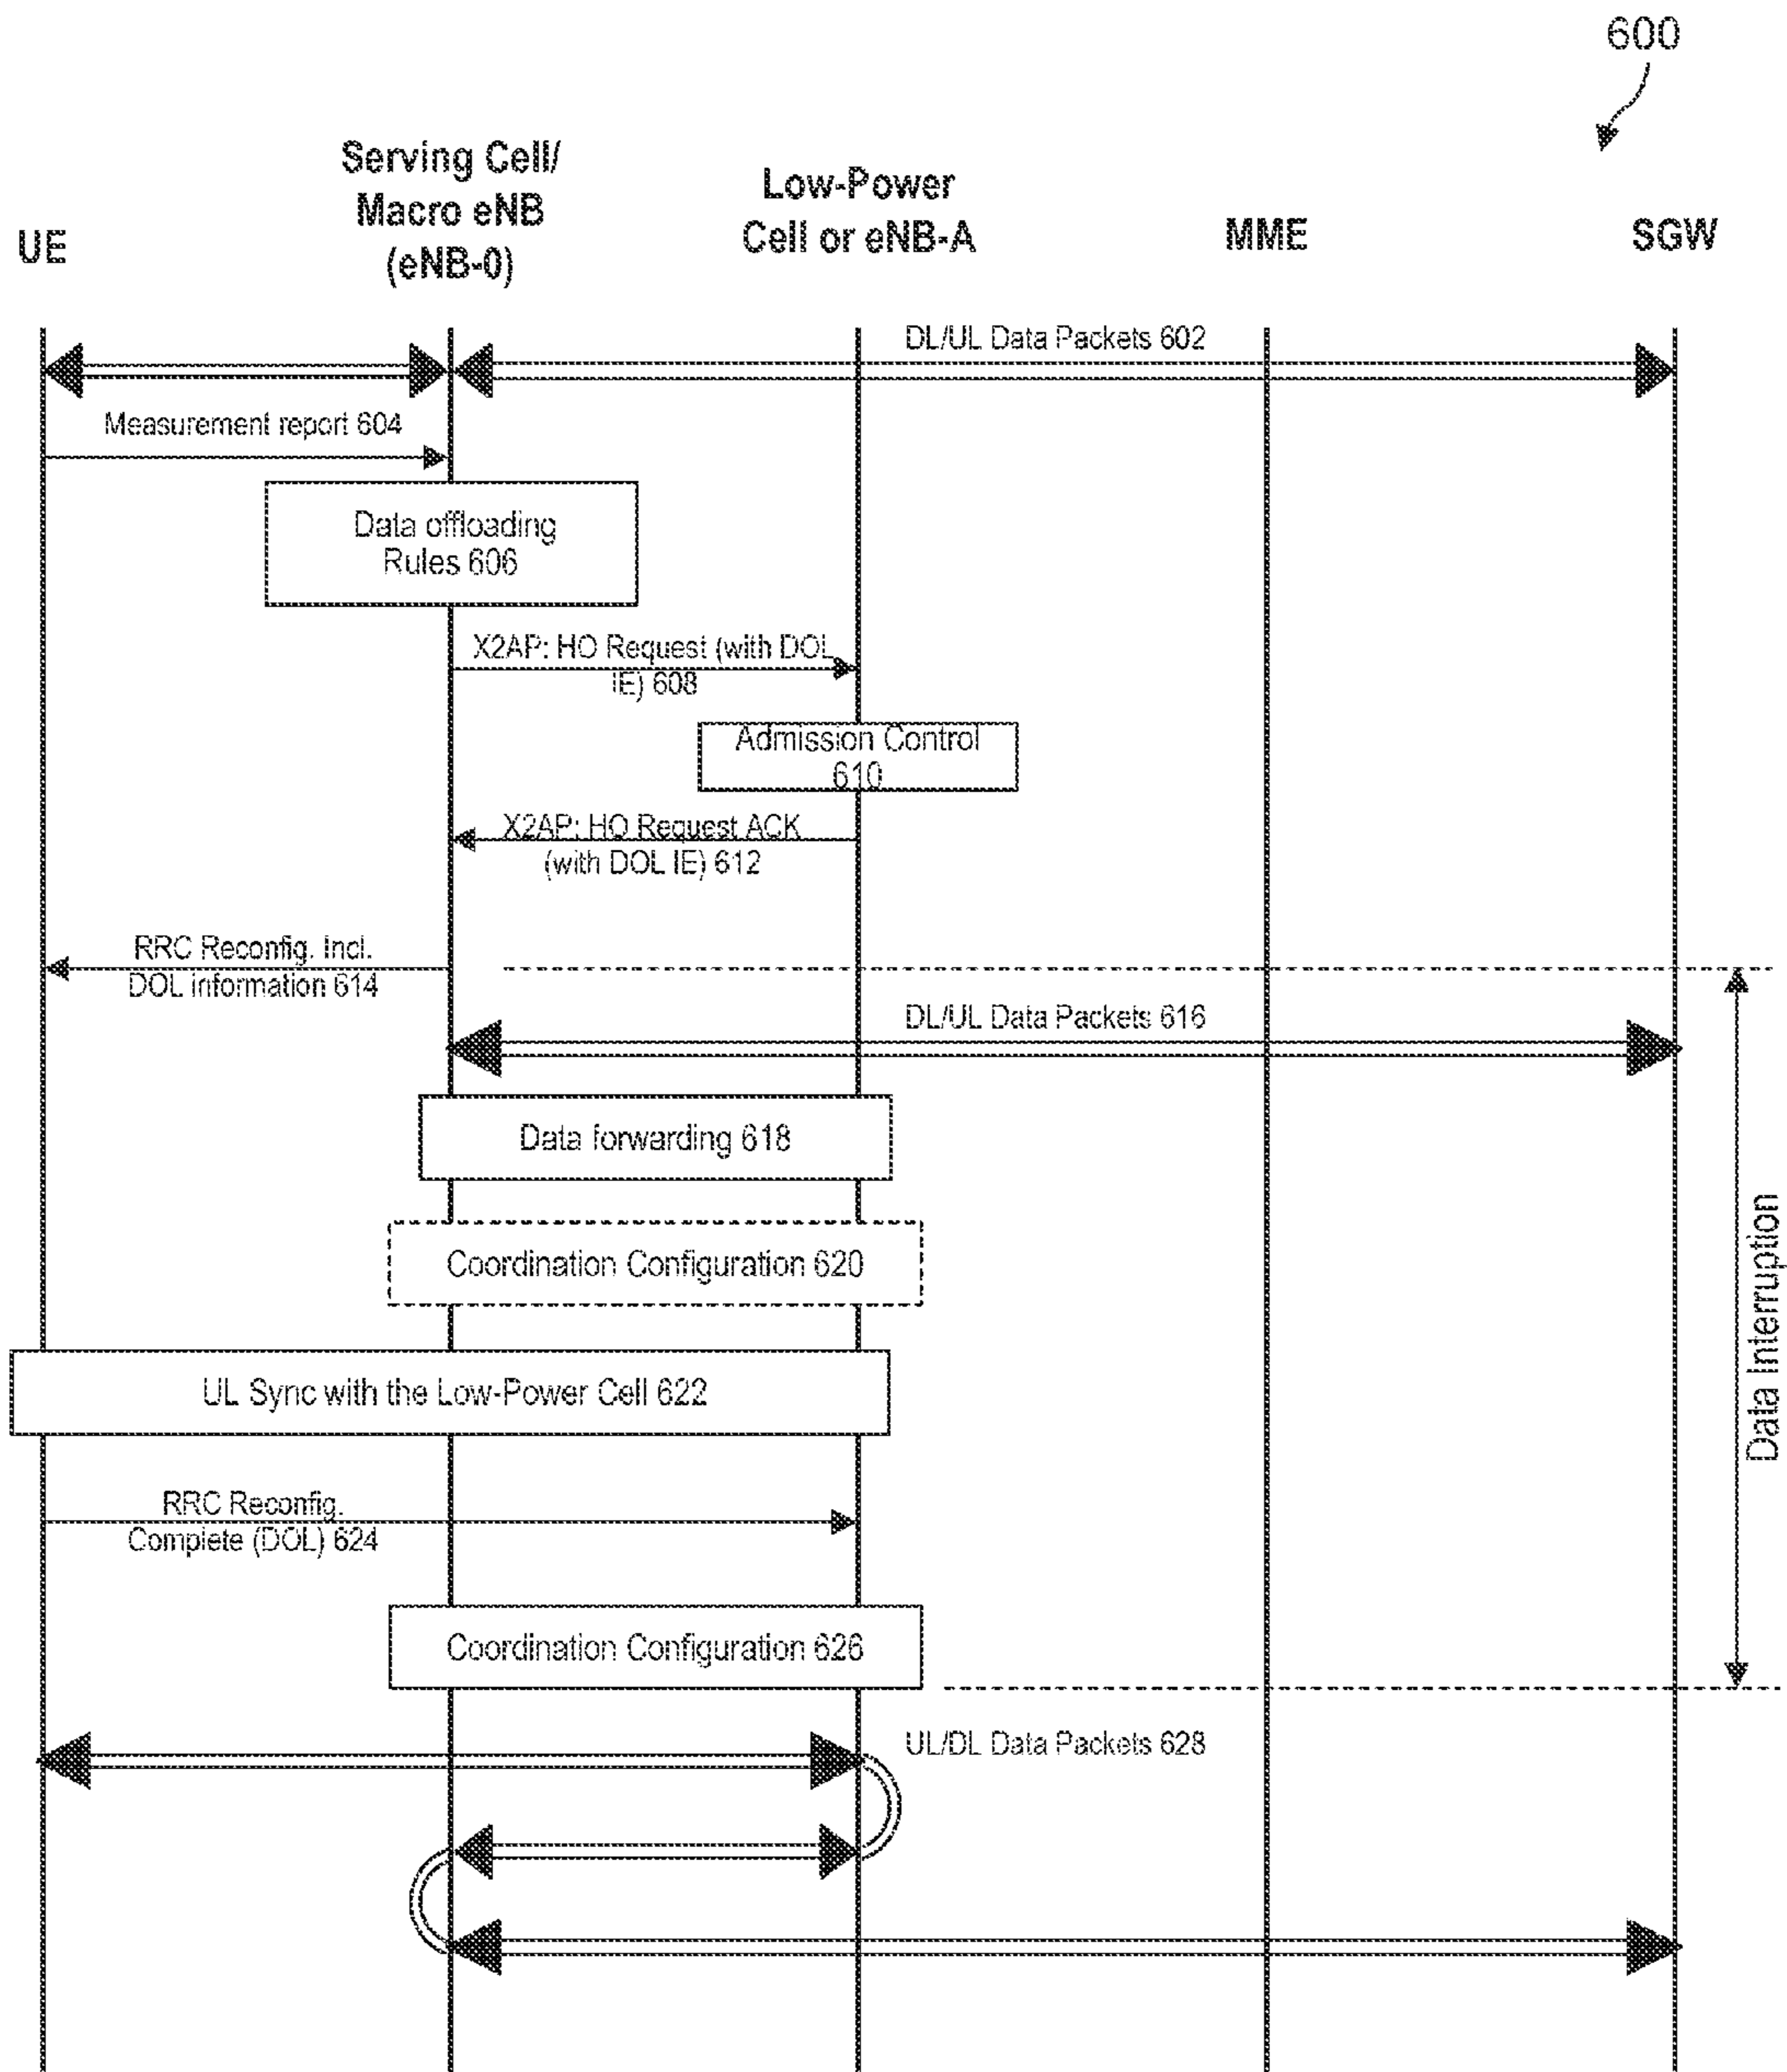 600
UE
Serving Cell/
Macro eNB
(eNB-0)
Low-Power
Cell or eNB-A
MME
SGW
DL/UL Data Packets 602
Measurement report 604
Data offloading
Rules 606
X2AP: HO Request (with DOL
IE) 608
Admission Control
610
X2AP: HO Request ACK
(with DOL IE) 612
RRC Reconfig. Incl.
DOL information 614
DL/UL Data Packets 616
Data forwarding 618
Coordination Configuration 620
Data Interruption
UL Sync with the Low-Power Cell 622
RRC Reconfig.
Complete (DOL) 624
Coordination Configuration 626
UL/DL Data Packets 628